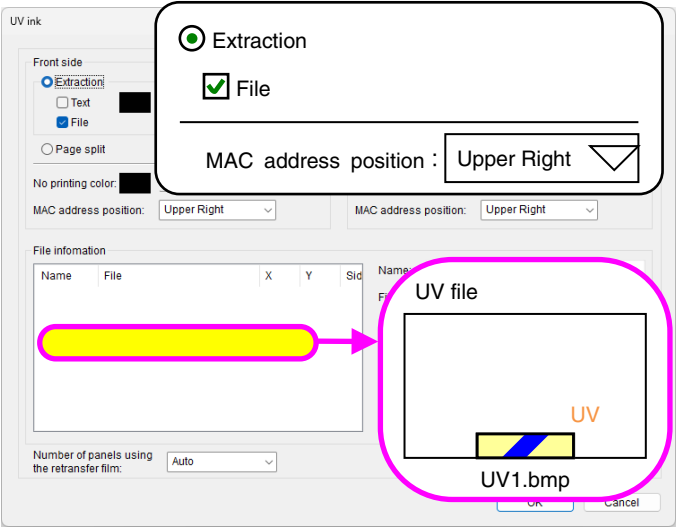 UV ink
Extraction
File
MAC address position :
Upper Right
Front side
Extraction
Text
File
Page split
No printing color:
MAC address position:
Upper Right
MAC address position:
Upper Right
File infomation
Name
File
X
Y
Sid
Name:
UV file
UV
UV1.bmp
Number of panels using
the retransfer film:
Auto
OK
Cancel